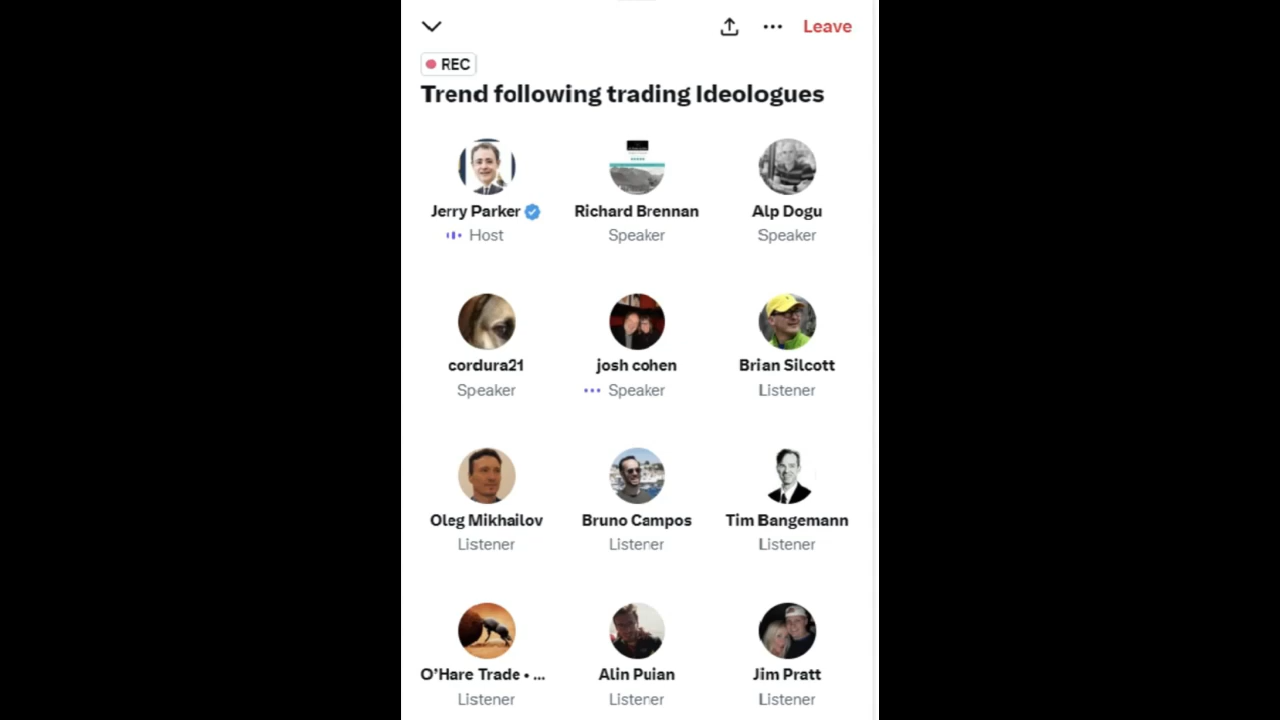 Leave
REC
Trend following trading Ideologues
Jerry Parker
Richard Brennan
Alp Dogu
Host
Speaker
Speaker
cordura21
josh cohen
Brian Silcott
Speaker
Speaker
Listener
Oleg Mikhailov
Bruno Campos
Tim Bangemann
Listener
Listener
Listener
O'Hare Trade • ...
Alin Puian
Jim Pratt
Listener
Listener
Listener